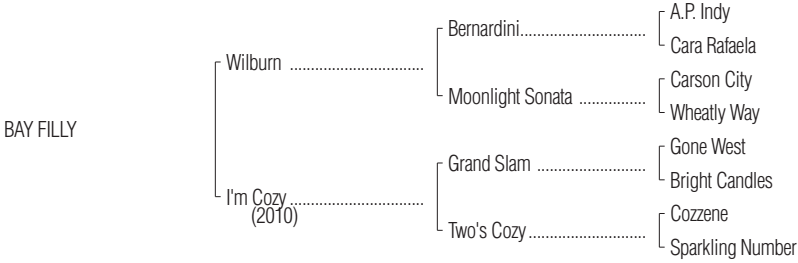 A.P. Indy
Bernardini
Cara Rafaela
Wilburn
Carson City
Moonlight Sonata
Wheatly Way
BAY FILLY
Gone West
Grand Slam
Bright Candles
I'm Cozy
(2010)
Cozzene
Two's Cozy
Sparkling Number